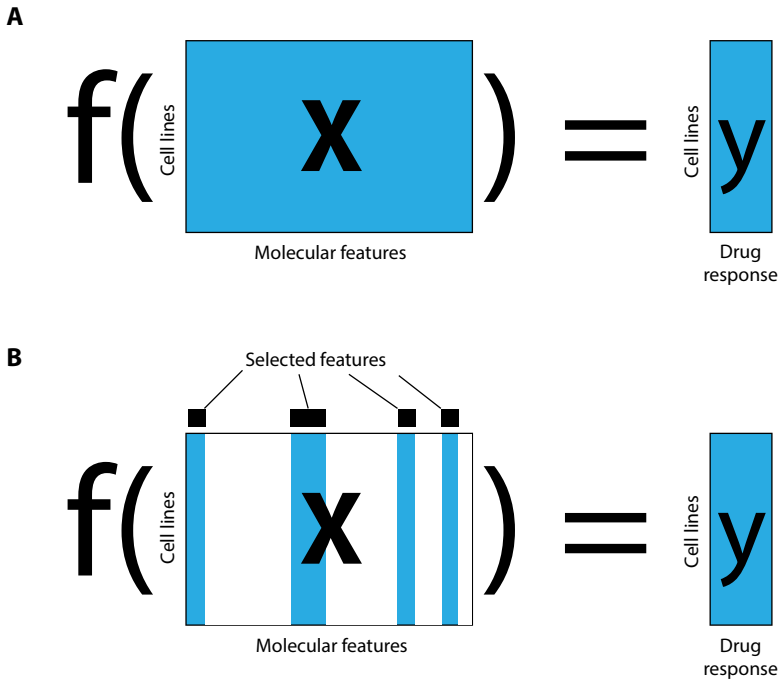 A
f(
Cell lines
X
) =
Cell lines
y
Molecular features
Drug
response
B
Selected features
f(
Cell lines
X
) =
Cell lines
y
Molecular features
Drug
response